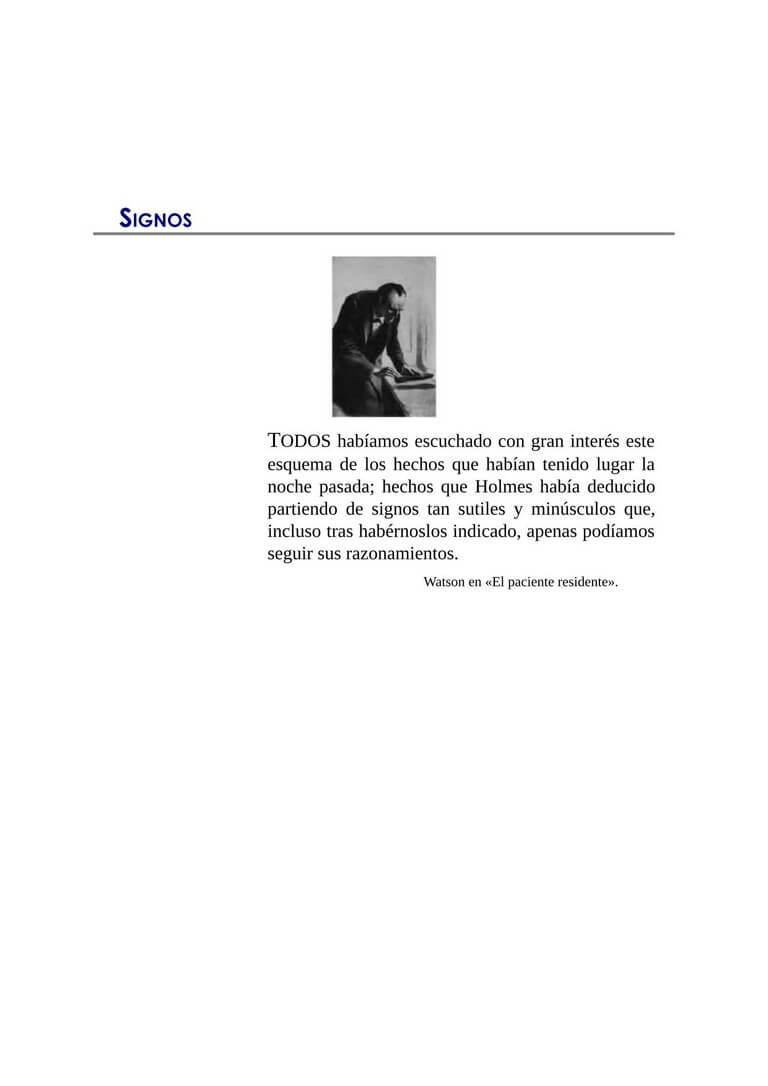 SIGNOS
TODOS habíamos escuchado con gran interés este
esquema de los hechos que habían tenido lugar la
noche pasada; hechos que Holmes había deducido
partiendo de signos tan sutiles y minúsculos que,
incluso tras habérnoslos indicado, apenas podíamos
seguir sus razonamientos.
Watson en «El paciente residente».